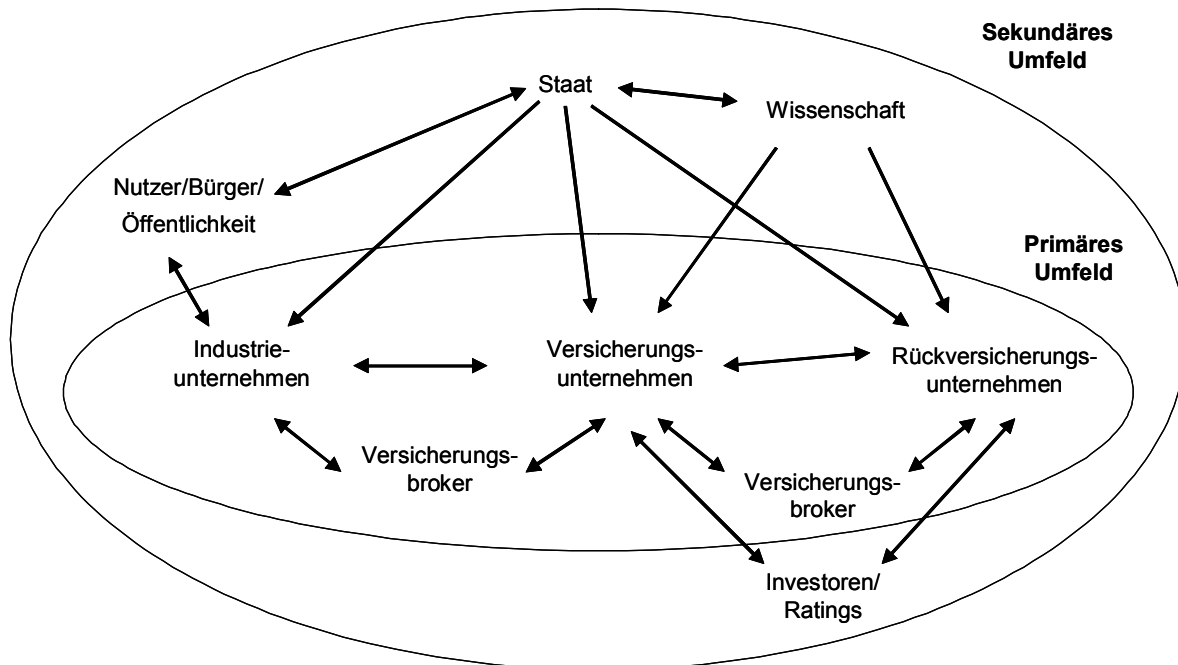 Sekundäres
Umfeld
Staat
Wissenschaft
Nutzer/Bürger/
Öffentlichkeit
Primäres
Umfeld
Industrie-
unternehmen
Versicherungs-
unternehmen
Rückversicherungs-
unternehmen
Versicherungs-
broker
Versicherungs-
broker
Investoren/
Ratings